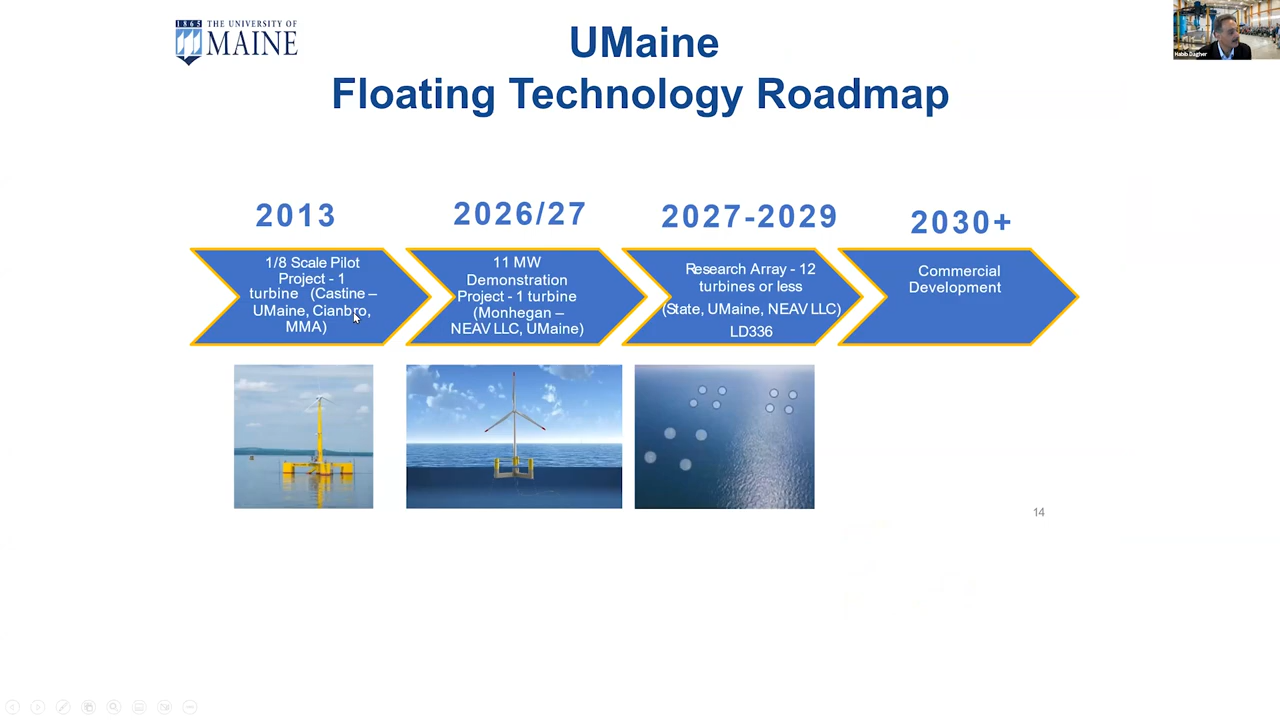 1865 THE UNIVERSITY OF
MAINE
UMaine
Floating Technology Roadmap
Habib Dagher
2013
2026/27
2027-2029
2030+
1/8 Scale Pilot
Project - 1
turbine (Castine –
UMaine, Cianbro,
MMA)
11 MW
Demonstration
Project - 1 turbine
(Monhegan –
NEAV LLC, UMaine)
Research Array - 12
turbines or less
(State, UMaine, NEAV LLC)
LD336
Commercial
Development
14